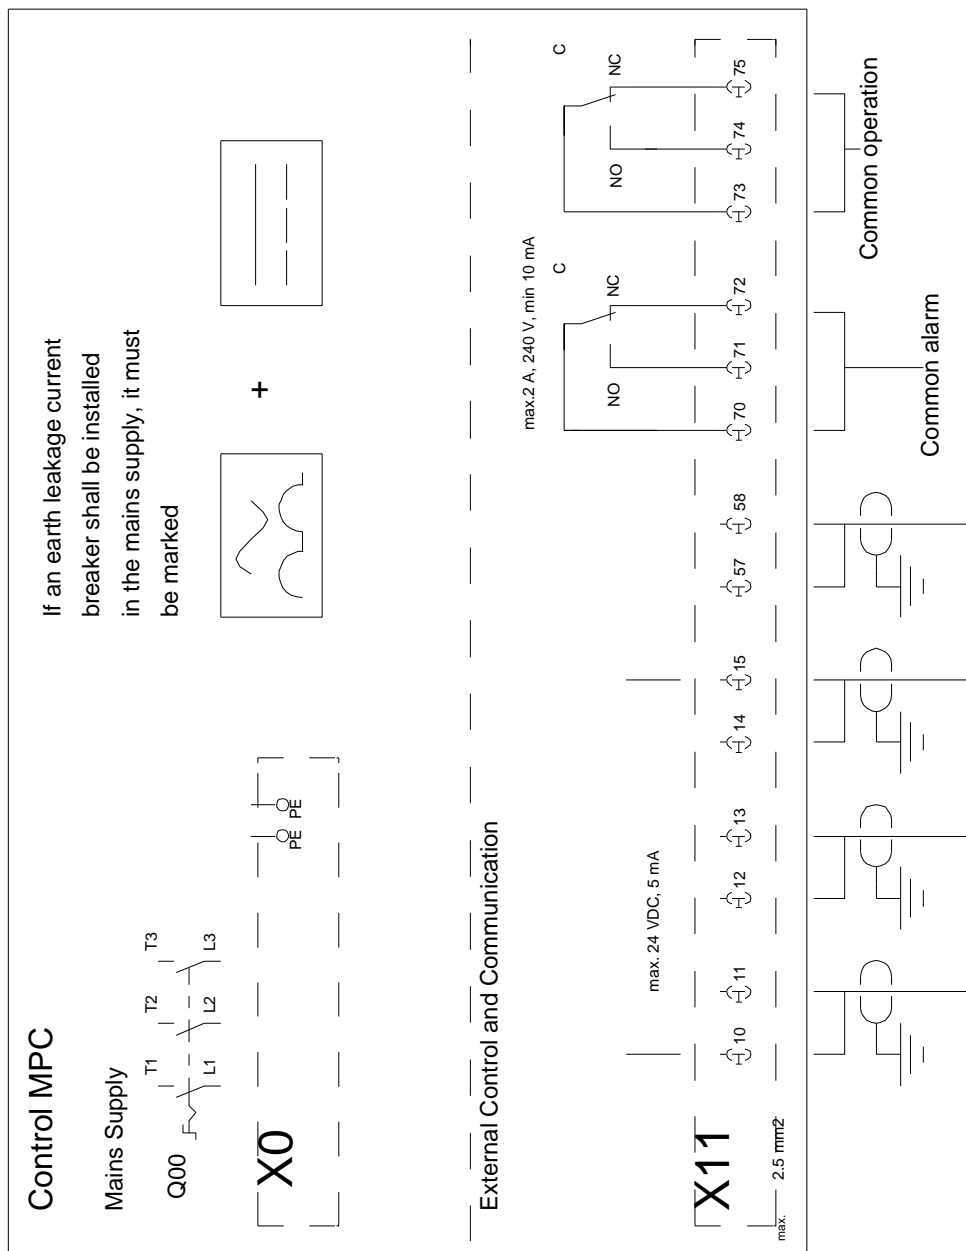 Control MPC
Mains Supply
Q00
T1
T2
T3
L1
L2
L3
X0
PE
PE
If an earth leakage current
breaker shall be installed
in the mains supply, it must
be marked
+
External Control and Communication
max. 24 VDC, 5 mA
max.2 A, 240 V, min 10 mA
C
NO
NC
C
NO
NC
X11
10
11
12
13
14
15
57
58
70
71
72
73
74
75
max.
2.5 mm2
Common alarm
Common operation